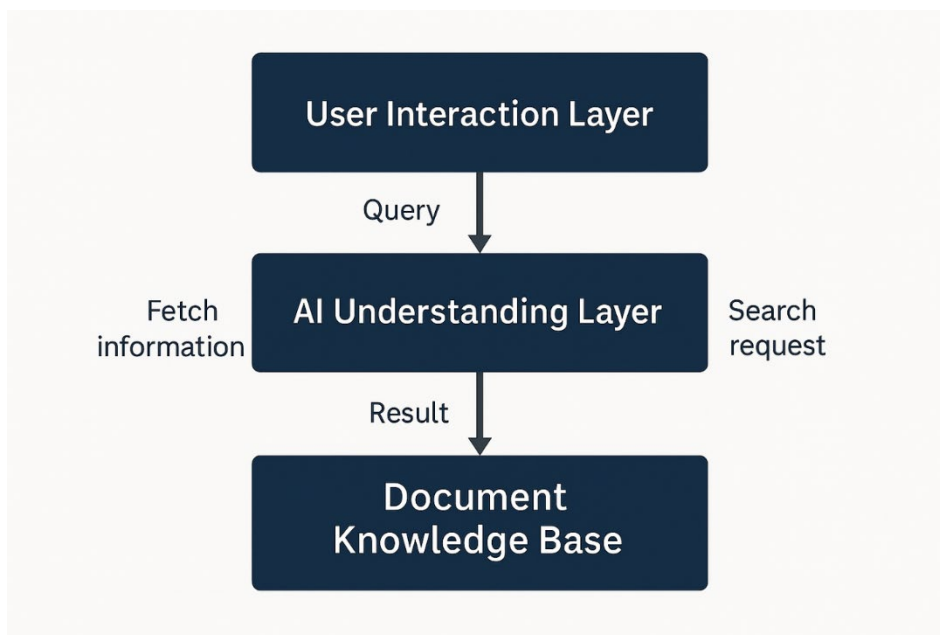 User Interaction Layer
Query
Fetch
information
AI Understanding Layer
Search
request
Result
Document
Knowledge Base